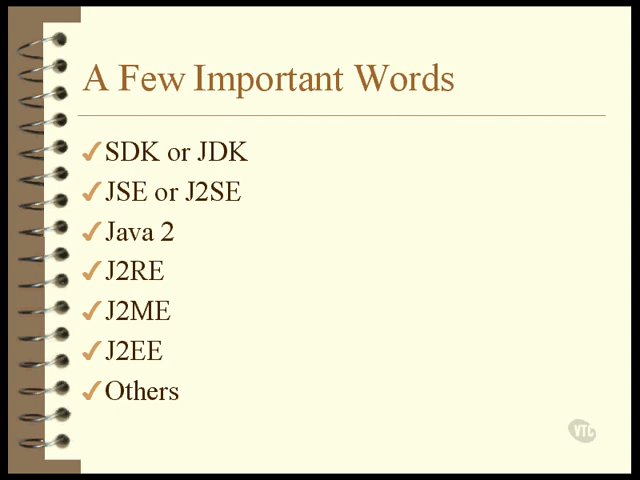 A Few Important Words
SDK or JDK
JSE or J2SE
Java 2
J2RE
J2ME
J2EE
Others
VTC